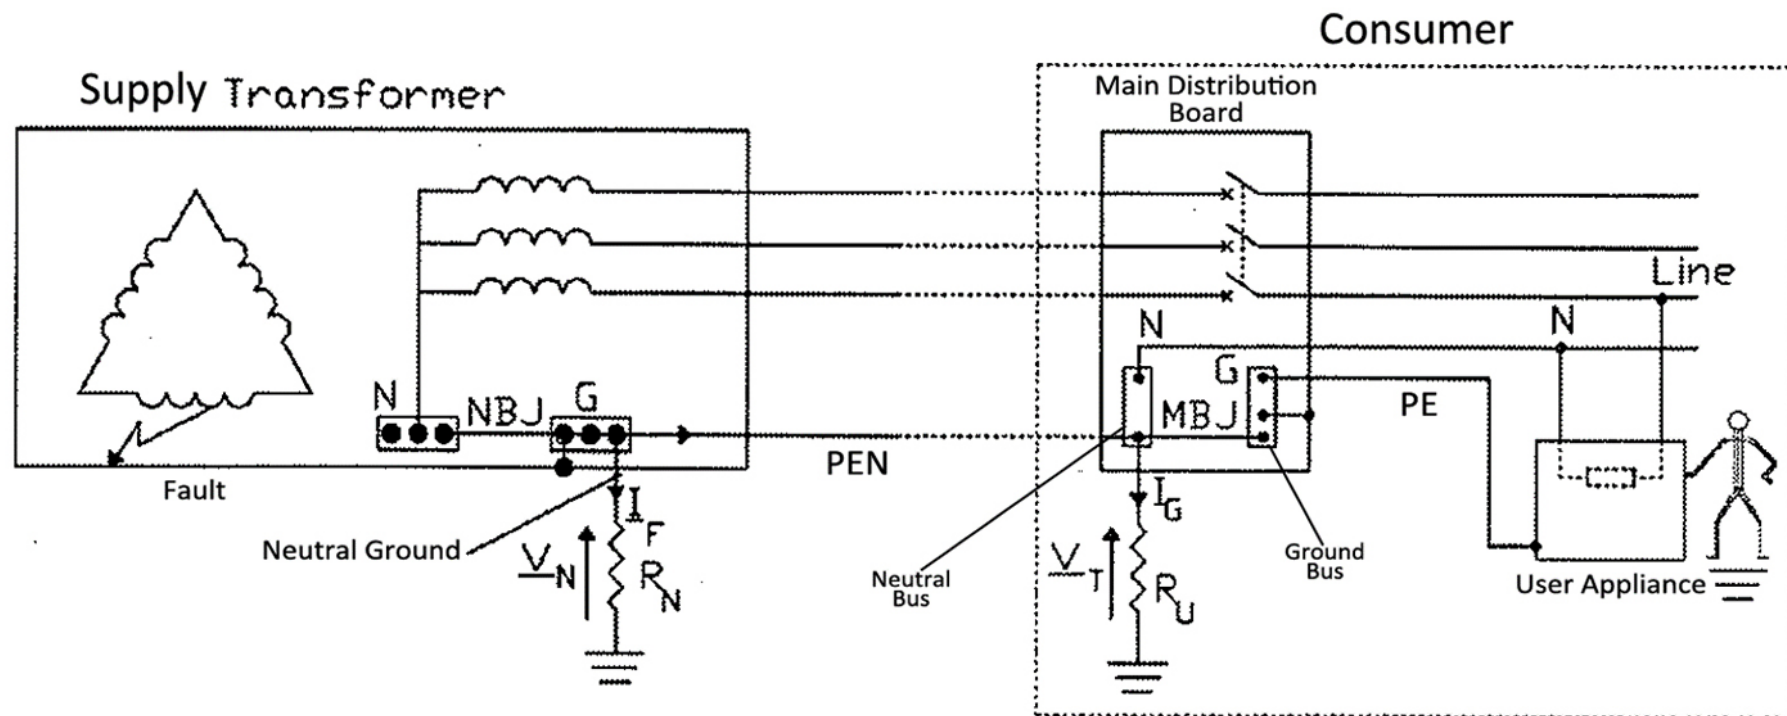 Consumer
Supply Transformer
Main Distribution
Board
Line
N
N
N
NBJ
G
G
MBJ
PE
PEN
Fault
I
F
I
G
Neutral Ground
V
N
R
N
Neutral
Bus
V
T
R
U
Ground
Bus
User Appliance